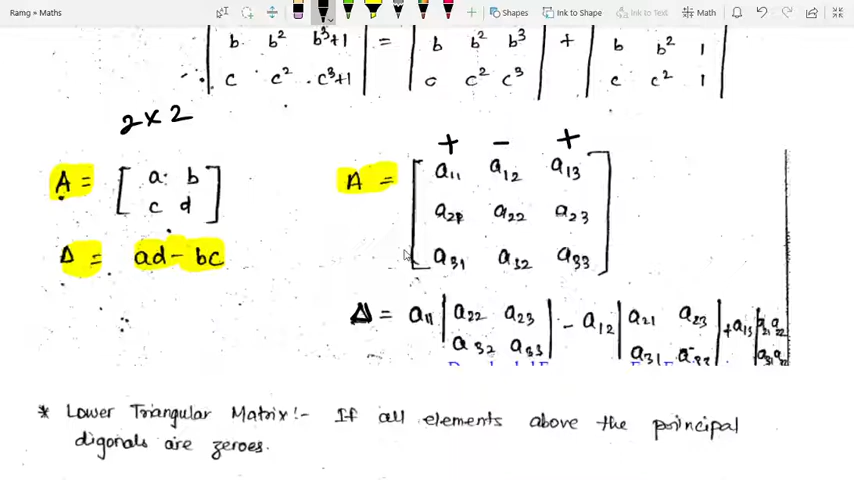 Ramg » Maths
Shapes Ink to Shape Ink to Text Math
b b² b³+1 = b b² b³ + b b² 1
c c² c³+1 c c² c³ c c² 1
2×2
+ - +
A = [ a b
c d ]
A = [ a₁₁ a₁₂ a₁₃
a₂₁ a₂₂ a₂₃
a₃₁ a₃₂ a₃₃ ]
Δ = ad - bc
Δ = a₁₁ | a₂₂ a₂₃ | - a₁₂ | a₂₁ a₂₃ | + a₁₃ | a₂₁ a₂₂ |
a₃₂ a₃₃ a₃₁ a₃₃ a₃₁ a₃₂
* Lower Triangular Matrix:- If all elements above the principal
digonals are zeroes.